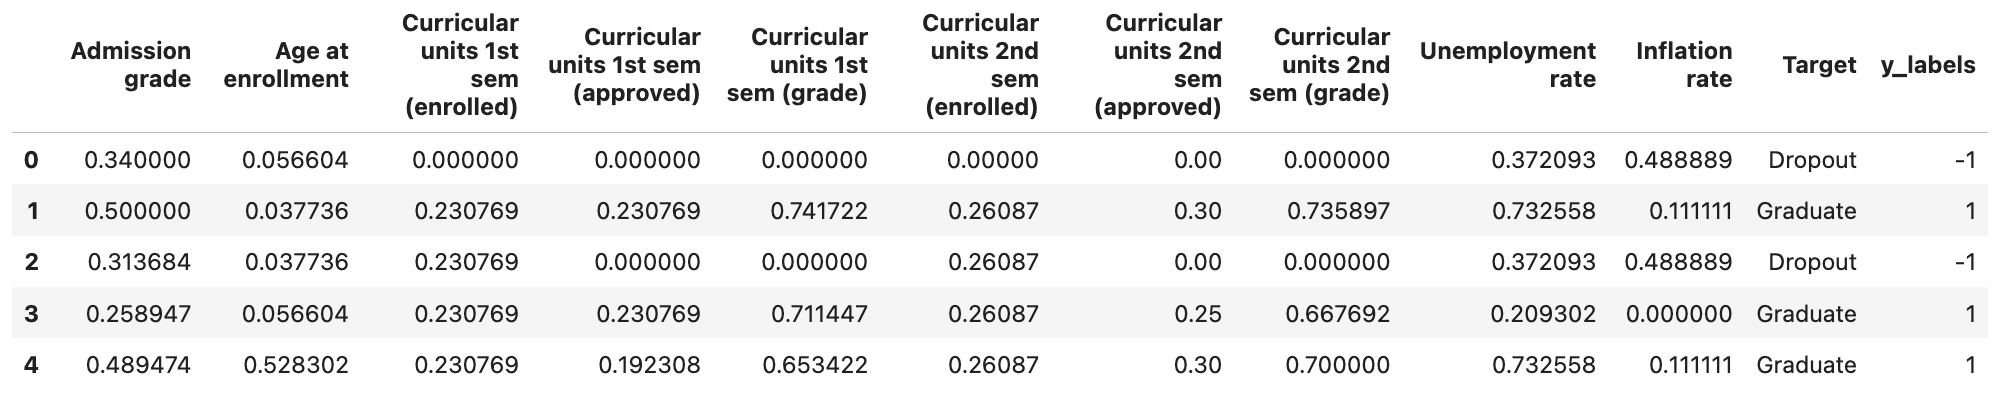 Admission grade Age at enrollment Curricular units 1st sem (enrolled) Curricular units 1st sem (approved) Curricular units 1st sem (grade) Curricular units 2nd sem (enrolled) Curricular units 2nd sem (approved) Curricular units 2nd sem (grade) Unemployment rate Inflation rate Target y_labels
0 0.340000 0.056604 0.000000 0.000000 0.000000 0.00000 0.00 0.000000 0.372093 0.488889 Dropout -1
1 0.500000 0.037736 0.230769 0.230769 0.741722 0.26087 0.30 0.735897 0.732558 0.111111 Graduate 1
2 0.313684 0.037736 0.230769 0.000000 0.000000 0.26087 0.00 0.000000 0.372093 0.488889 Dropout -1
3 0.258947 0.056604 0.230769 0.230769 0.711447 0.26087 0.25 0.667692 0.209302 0.000000 Graduate 1
4 0.489474 0.528302 0.230769 0.192308 0.653422 0.26087 0.30 0.700000 0.732558 0.111111 Graduate 1